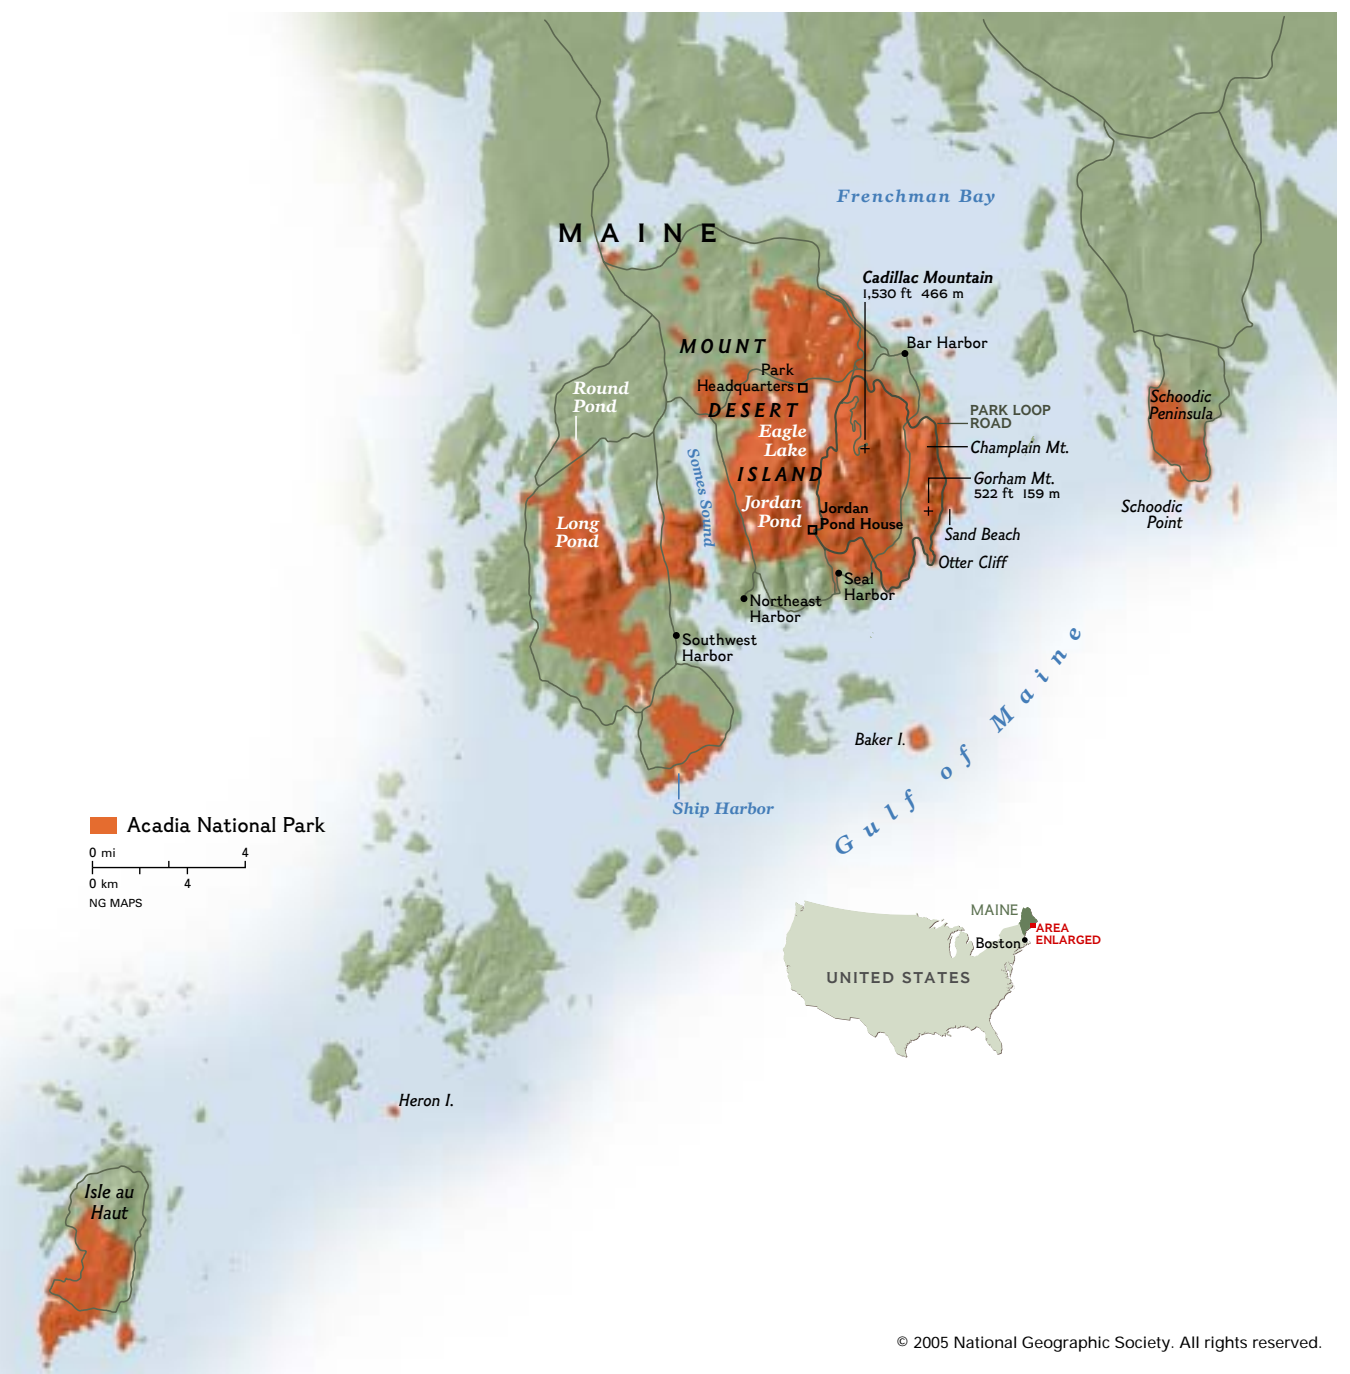 Frenchman Bay
MAINE
Cadillac Mountain
1,530 ft 466 m
MOUNT
Bar Harbor
Park
Headquarters
Round
Pond
DESERT
Schoodic
Peninsula
PARK LOOP
ROAD
Eagle
Lake
Champlain Mt.
Somes Sound
ISLAND
Gorham Mt.
522 ft 159 m
Jordan
Pond
Jordan
Pond House
Schoodic
Point
Long
Pond
Sand Beach
Otter Cliff
Seal
Harbor
Northeast
Harbor
Southwest
Harbor
Gulf of Maine
Baker I.
Ship Harbor
Acadia National Park
0 mi 4
0 km 4
NG MAPS
MAINE
AREA
ENLARGED
Boston
UNITED STATES
Heron I.
Isle au
Haut
© 2005 National Geographic Society. All rights reserved.